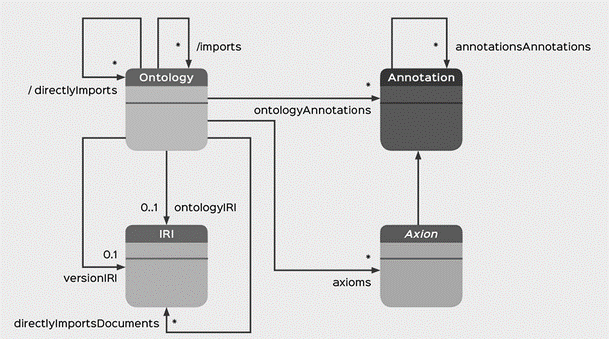 * /imports
* annotationsAnnotations
*
Ontology
Annotation
/ directlyImports
*
ontologyAnnotations
0..1 ontologyIRI
IRI
Axion
0.1
*
versionIRI
axioms
directlyImportsDocuments *